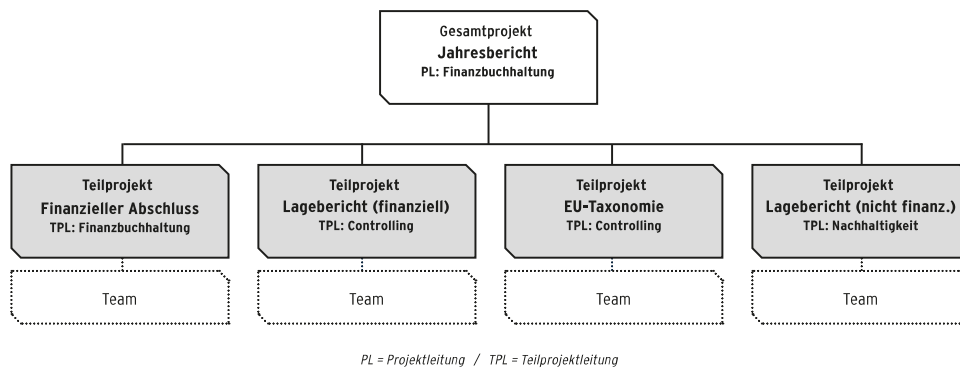 Gesamtprojekt
Jahresbericht
PL: Finanzbuchhaltung
Teilprojekt
Finanzieller Abschluss
TPL: Finanzbuchhaltung
Teilprojekt
Lagebericht (finanziell)
TPL: Controlling
Teilprojekt
EU-Taxonomie
TPL: Controlling
Teilprojekt
Lagebericht (nicht finanz.)
TPL: Nachhaltigkeit
Team
Team
Team
Team
PL = Projektleitung / TPL = Teilprojektleitung